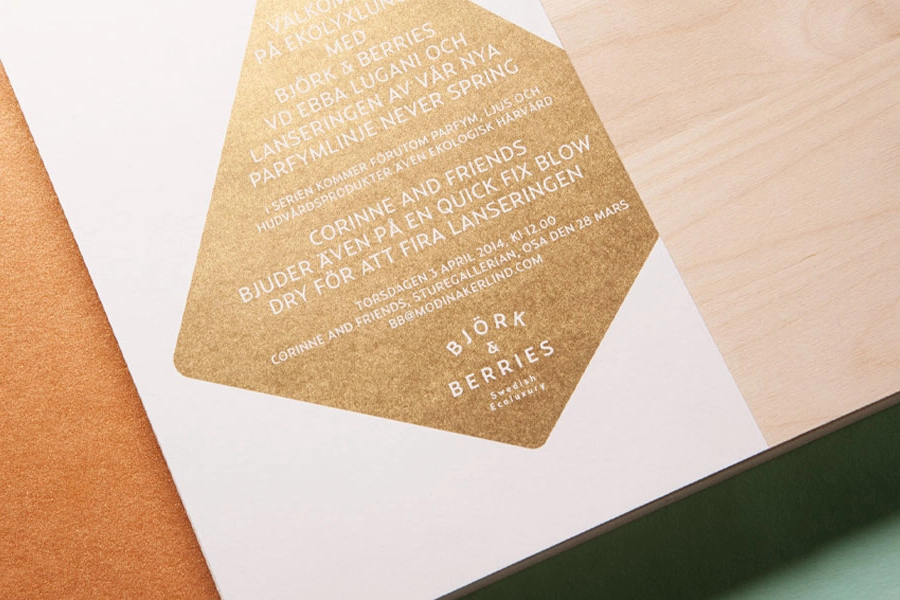 VÄLKOM
PÅ EKOLYXLUN
MED
BJÖRK & BERRIES
VD EBBA LUGANI OCH
LANSERINGEN AV VÅR NYA
PARFYMLINJE NEVER SPRING
I SERIEN KOMMER FÖRUTOM PARFYM, LJUS OCH
HUDVÅRDSPRODUKTER ÄVEN EKOLOGISK HÅRVÅRD
CORINNE AND FRIENDS
BJUDER ÄVEN PÅ EN QUICK FIX BLOW
DRY FÖR ATT FIRA LANSERINGEN
TORSDAGEN 3 APRIL 2014, Kl 12.00
CORINNE AND FRIENDS, STUREGALLERIAN, OSA DEN 28 MARS
BB@MODINAKERLIND.COM
BJÖRK
&
BERRIES
Swedish
Ecoluxury